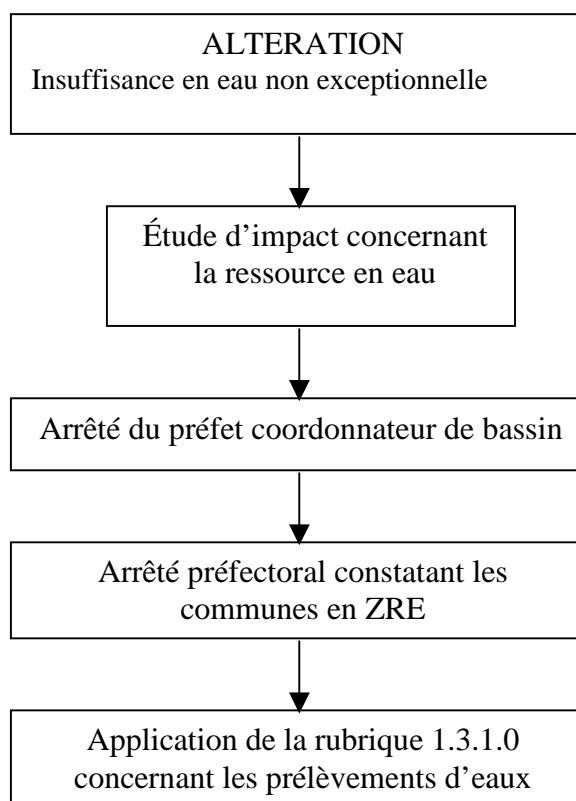 ALTERATION
Insuffisance en eau non exceptionnelle
Étude d’impact concernant
la ressource en eau
Arrêté du préfet coordonnateur de bassin
Arrêté préfectoral constatant les
communes en ZRE
Application de la rubrique 1.3.1.0
concernant les prélèvements d’eaux